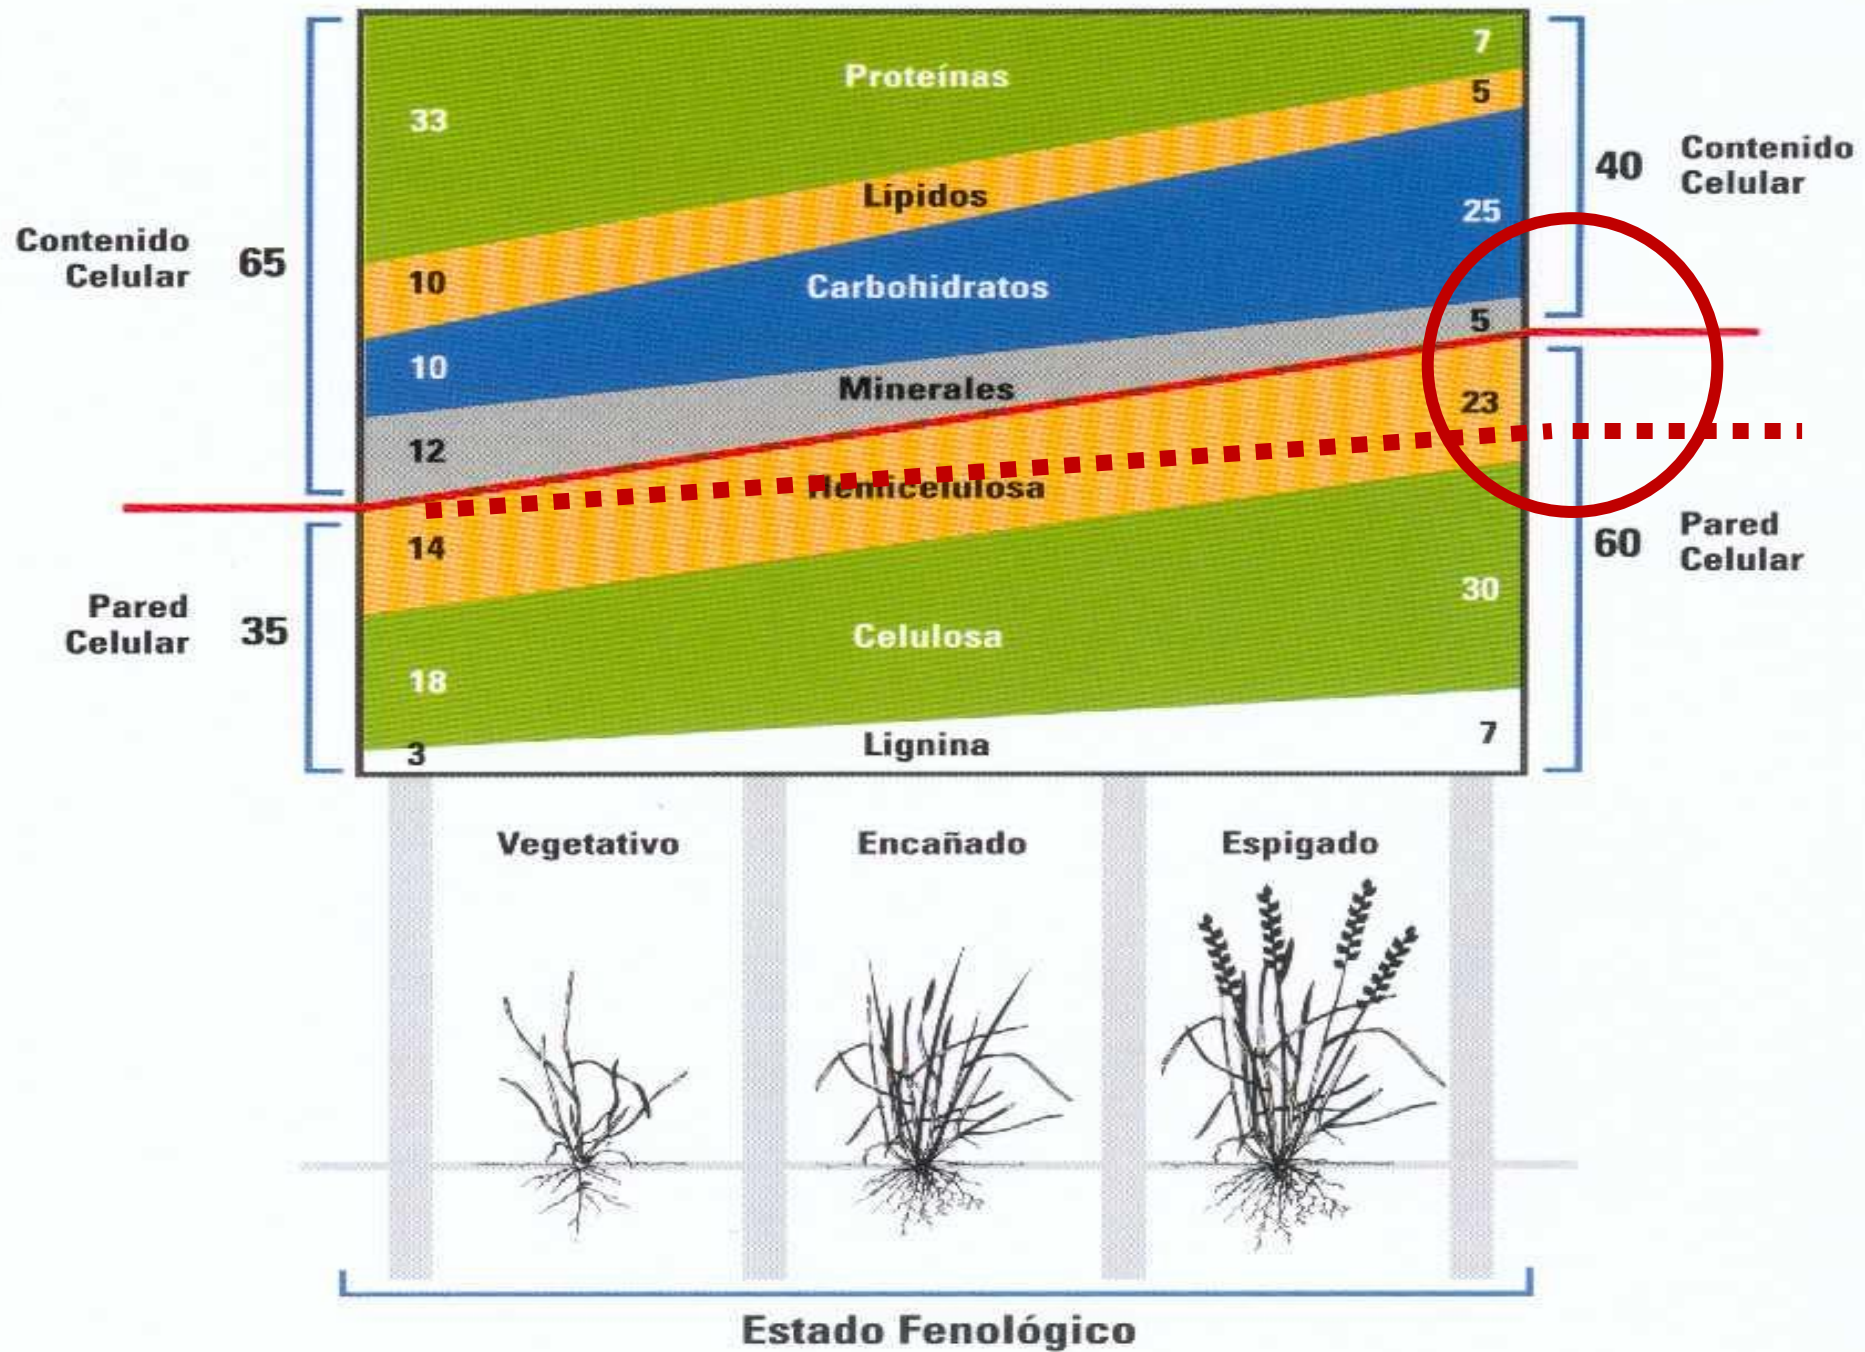 Proteínas
7
33
5
Lípidos
10
25
Carbohidratos
10
5
Minerales
12
23
Hemicelulosa
14
30
Celulosa
18
7
Lignina
3
Contenido
Celular
65
Pared
Celular
35
40
Contenido
Celular
60
Pared
Celular
Vegetativo
Encañado
Espigado
Estado Fenológico